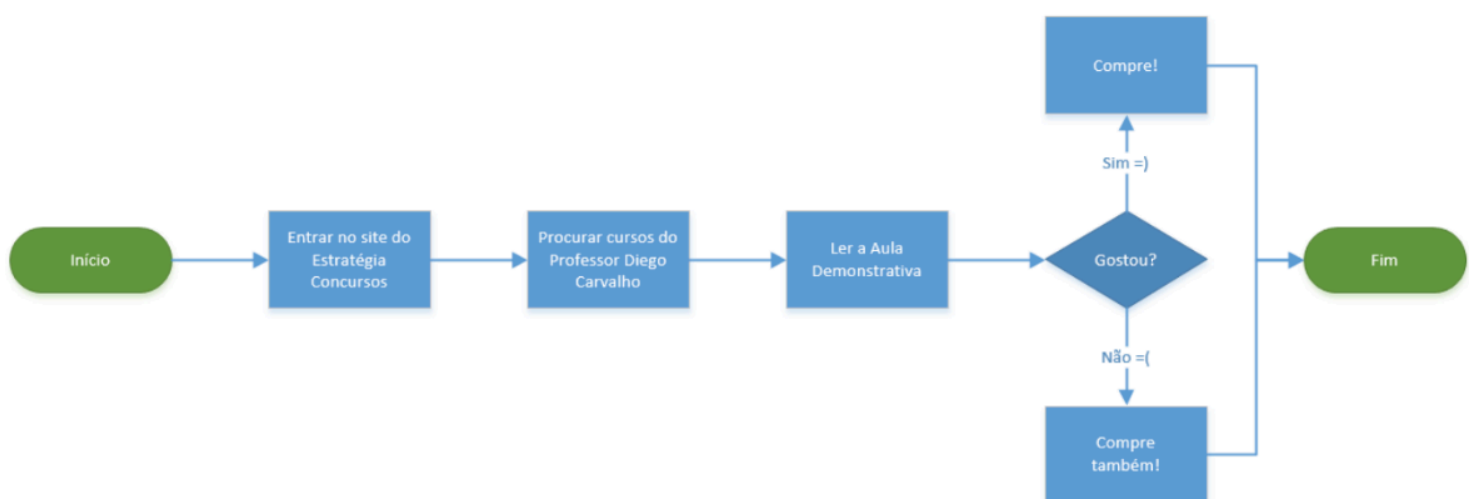 Início
Entrar no site do
Estratégia
Concursos
Procurar cursos do
Professor Diego
Carvalho
Ler a Aula
Demonstrativa
Gostou?
Sim =)
Compre!
Não =(
Compre
também!
Fim